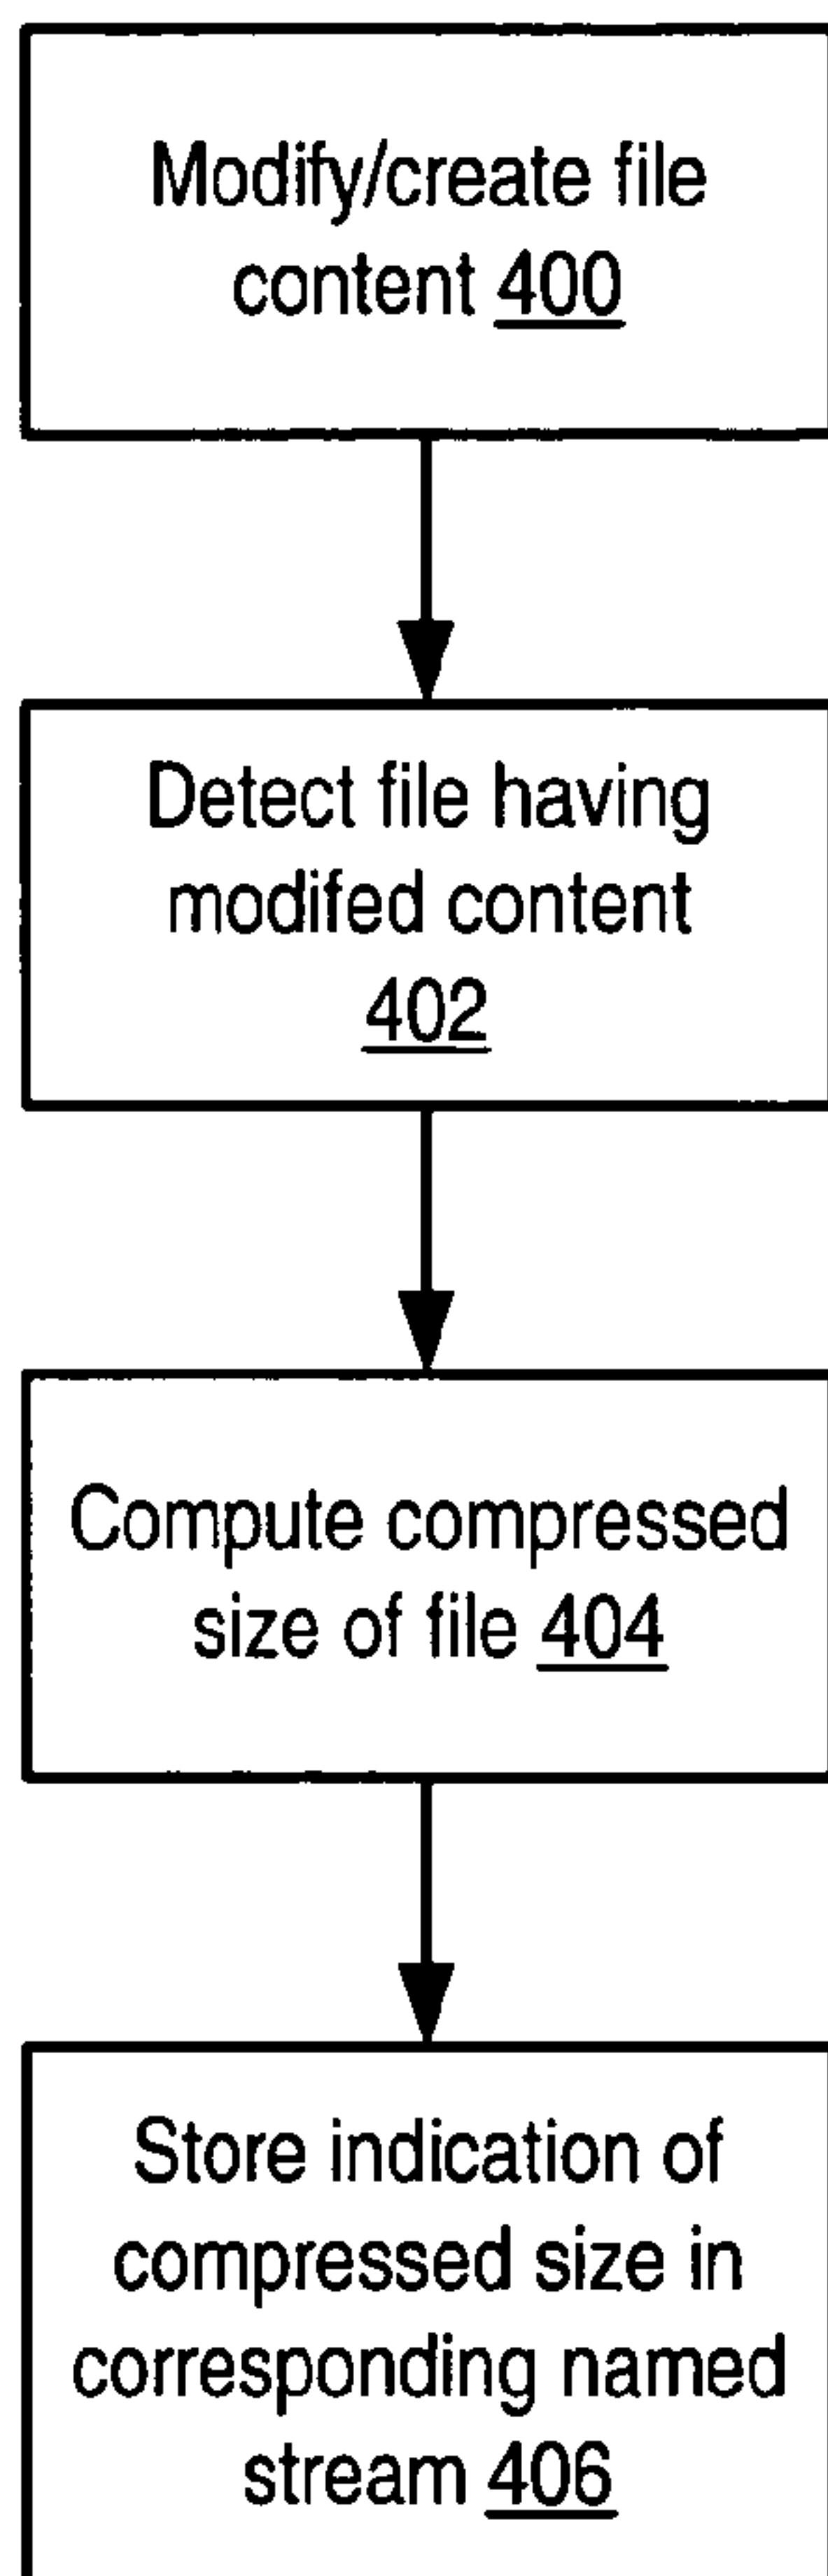 Modify/create file
content 400
Detect file having
modifed content
402
Compute compressed
size of file 404
Store indication of
compressed size in
corresponding named
stream 406